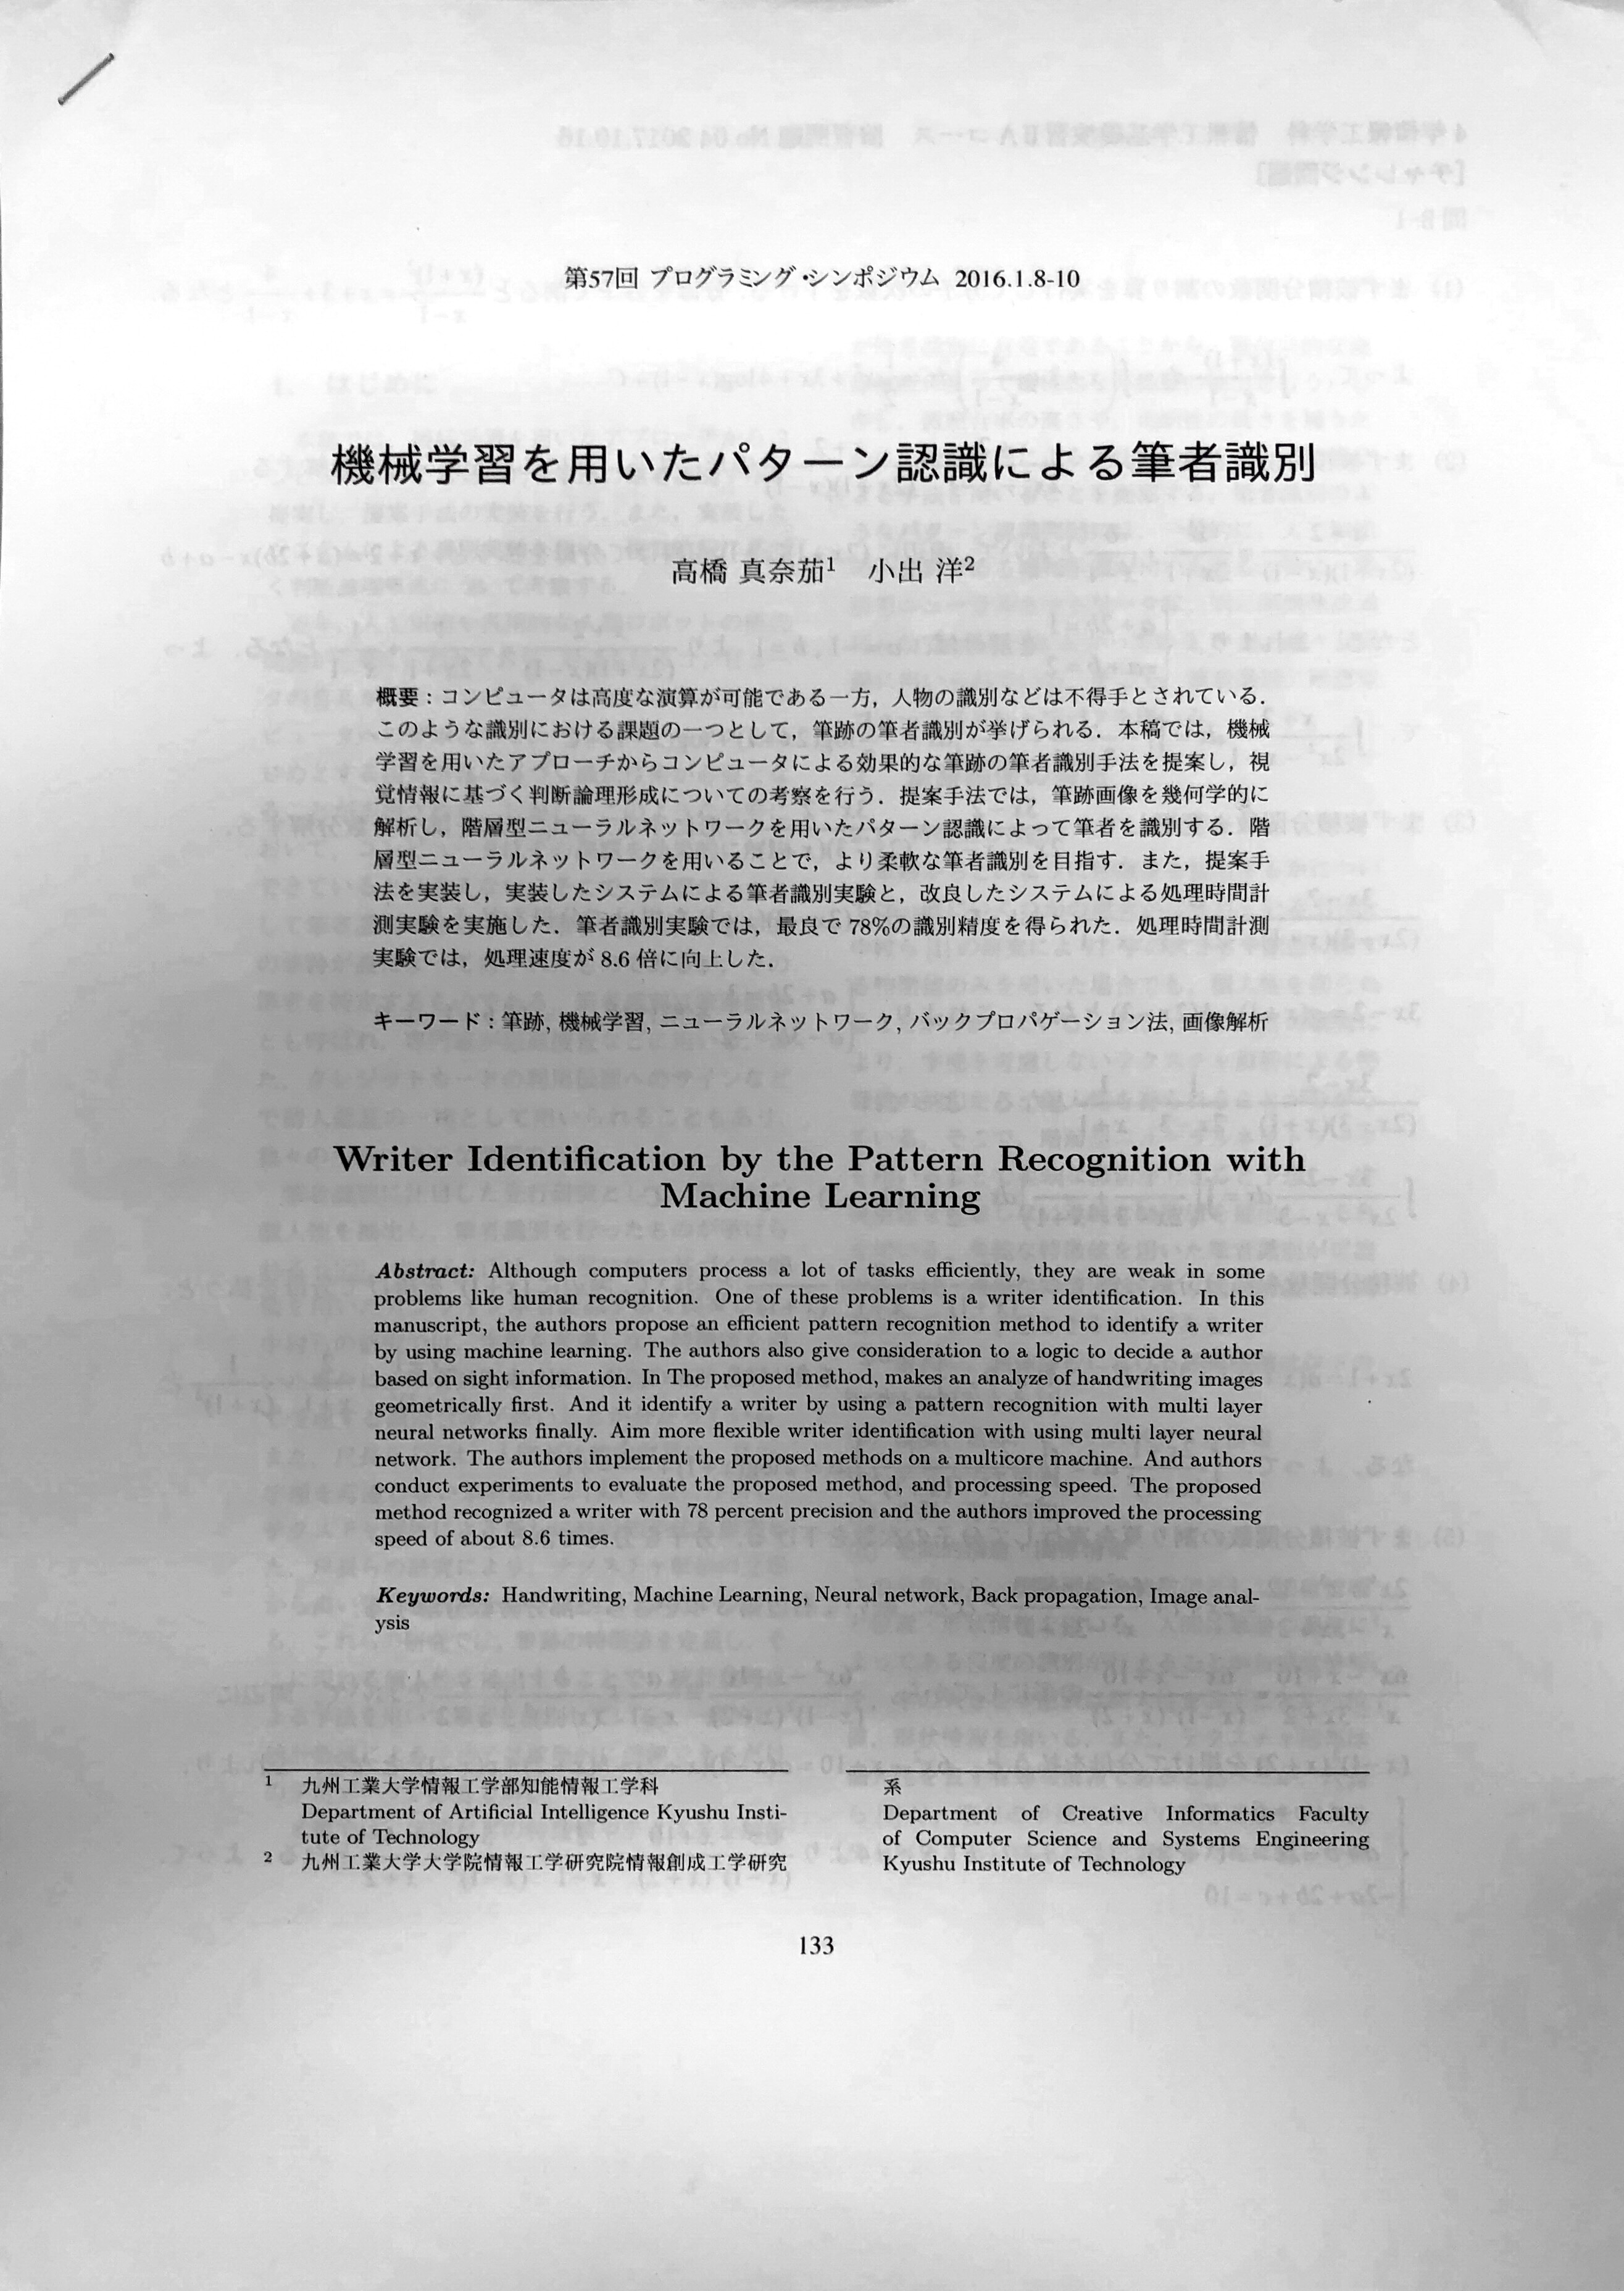 第57回 プログラミング・シンポジウム 2016.1.8-10
機械学習を用いたパターン認識による筆者識別
高橋 真奈茄1 小出 洋2
概要：コンピュータは高度な演算が可能である一方，人物の識別などは不得手とされている．
このような識別における課題の一つとして，筆跡の筆者識別が挙げられる．本稿では，機械
学習を用いたアプローチからコンピュータによる効果的な筆跡の筆者識別手法を提案し，視
覚情報に基づく判断論理形成についての考察を行う．提案手法では，筆跡画像を幾何学的に
解析し，階層型ニューラルネットワークを用いたパターン認識によって筆者を識別する．階
層型ニューラルネットワークを用いることで，より柔軟な筆者識別を目指す．また，提案手
法を実装し，実装したシステムによる筆者識別実験と，改良したシステムによる処理時間計
測実験を実施した．筆者識別実験では，最良で 78%の識別精度を得られた．処理時間計測
実験では，処理速度が 8.6 倍に向上した．
キーワード：筆跡, 機械学習, ニューラルネットワーク, バックプロパゲーション法, 画像解析
Writer Identification by the Pattern Recognition with
Machine Learning
Abstract: Although computers process a lot of tasks efficiently, they are weak in some
problems like human recognition. One of these problems is a writer identification. In this
manuscript, the authors propose an efficient pattern recognition method to identify a writer
by using machine learning. The authors also give consideration to a logic to decide a author
based on sight information. In The proposed method, makes an analyze of handwriting images
geometrically first. And it identify a writer by using a pattern recognition with multi layer
neural networks finally. Aim more flexible writer identification with using multi layer neural
network. The authors implement the proposed methods on a multicore machine. And authors
conduct experiments to evaluate the proposed method, and processing speed. The proposed
method recognized a writer with 78 percent precision and the authors improved the processing
speed of about 8.6 times.
Keywords: Handwriting, Machine Learning, Neural network, Back propagation, Image anal-
ysis
1 九州工業大学情報工学部知能情報工学科
Department of Artificial Intelligence Kyushu Insti-
tute of Technology
2 九州工業大学大学院情報工学研究院情報創成工学研究
系
Department of Creative Informatics Faculty
of Computer Science and Systems Engineering
Kyushu Institute of Technology
133